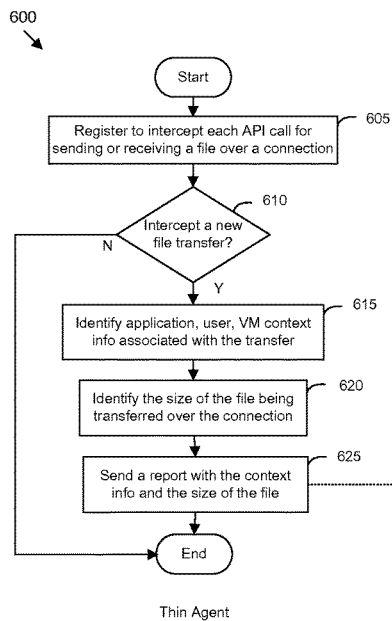 600
Start
Register to intercept each API call for
sending or receiving a file over a connection
605
Intercept a new
file transfer?
610
N
Y
Identify application, user, VM context
info associated with the transfer
615
Identify the size of the file being
transferred over the connection
620
Send a report with the context
info and the size of the file
625
End
Thin Agent